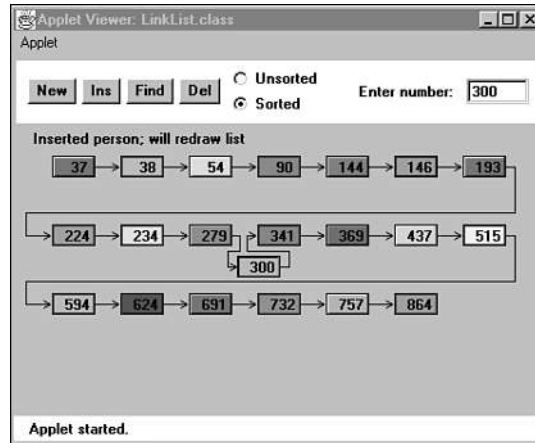 Applet Viewer: LinkList.class
Applet
New Ins Find Del
Unsorted
Sorted
Enter number: 300
Inserted person; will redraw list
37 38 54 90 144 146 193
224 234 279 341 369 437 515
300
594 624 691 732 757 864
Applet started.